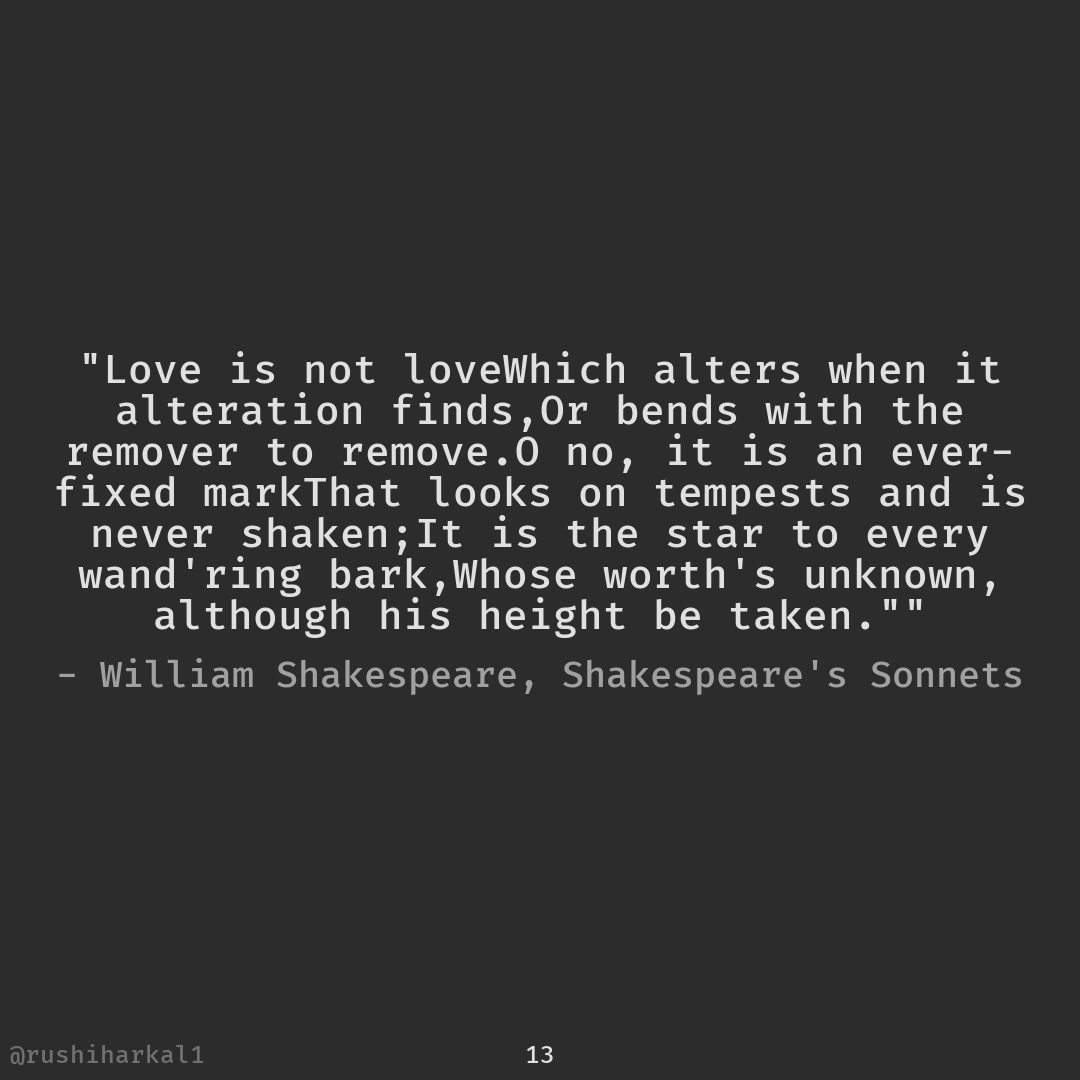 "Love is not loveWhich alters when it
alteration finds,Or bends with the
remover to remove.O no, it is an ever-
fixed markThat looks on tempests and is
never shaken;It is the star to every
wand'ring bark,Whose worth's unknown,
although his height be taken.""
- William Shakespeare, Shakespeare's Sonnets
@rushiharkal1
13